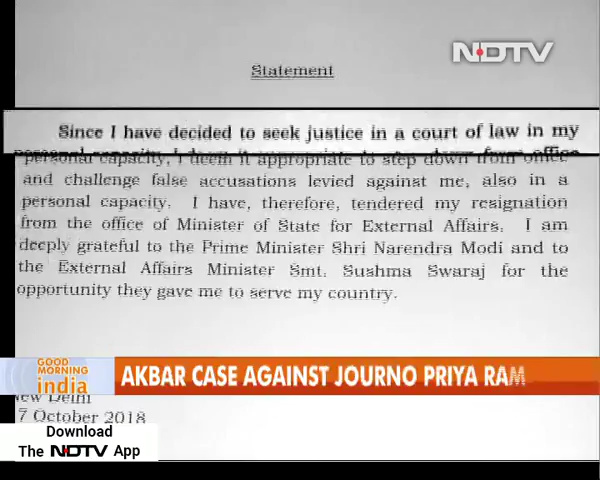 NDTV
Statement
Since I have decided to seek justice in a court of law in my
personal capacity, I deem it appropriate to step down from office
and challenge false accusations levied against me, also in a
personal capacity. I have, therefore, tendered my resignation
from the office of Minister of State for External Affairs. I am
deeply grateful to the Prime Minister Shri Narendra Modi and to
the External Affairs Minister Smt. Sushma Swaraj for the
opportunity they gave me to serve my country.
GOOD
MORNING
india
AKBAR CASE AGAINST JOURNO PRIYA RAM
New Delhi
7 October 2018
Download
The NDTV App